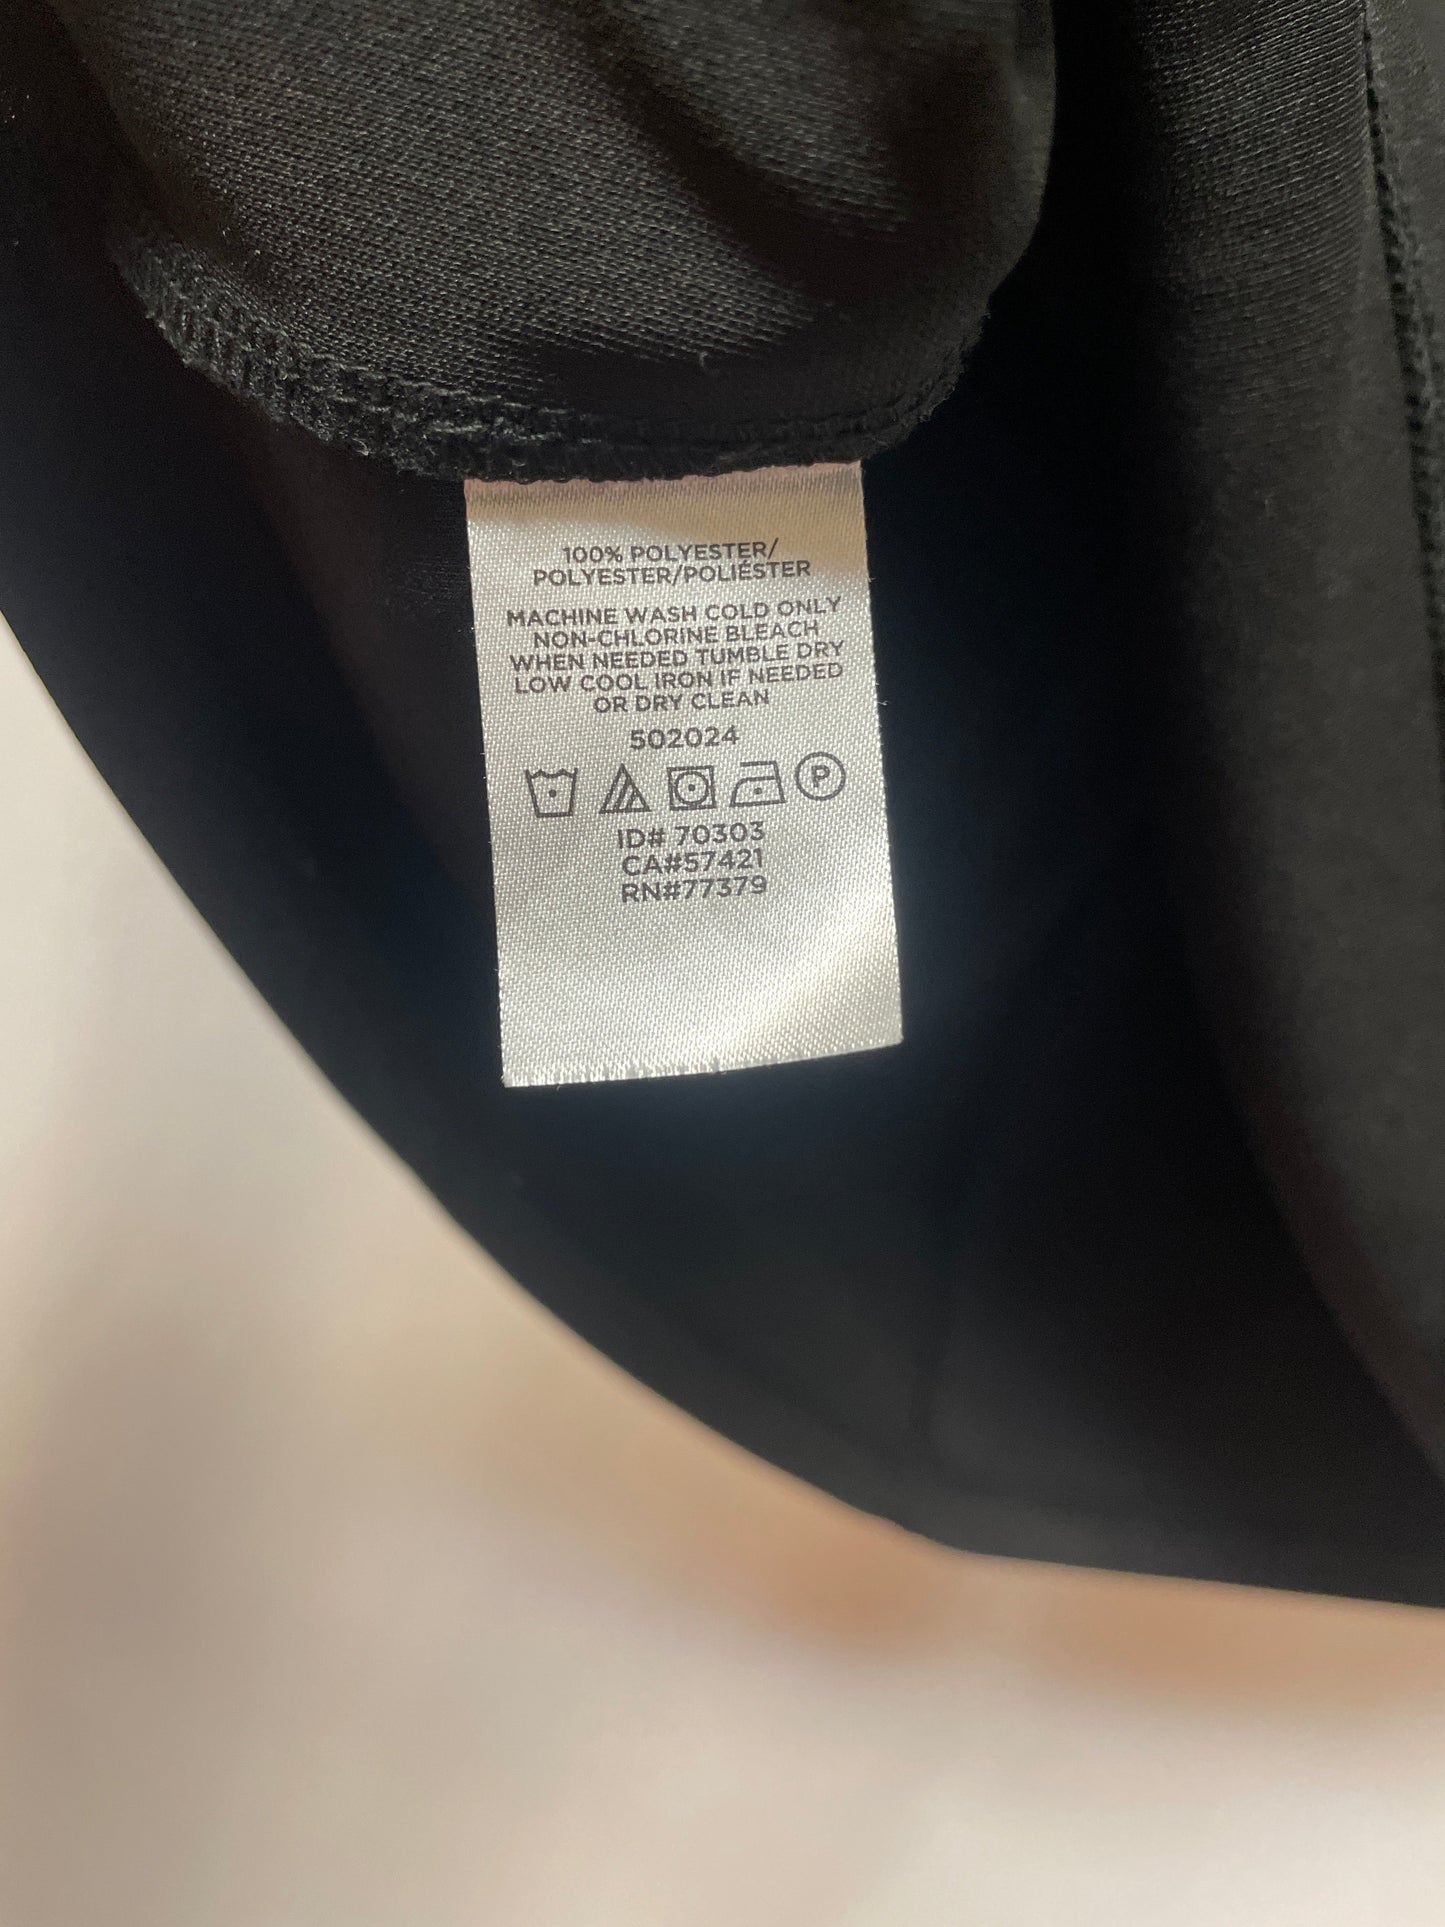 100% POLYESTER/
POLYESTER/POLIÉSTER
MACHINE WASH COLD ONLY
NON-CHLORINE BLEACH
WHEN NEEDED TUMBLE DRY
LOW COOL IRON IF NEEDED
OR DRY CLEAN
502024
P
ID# 70303
CA#57421
RN#77379